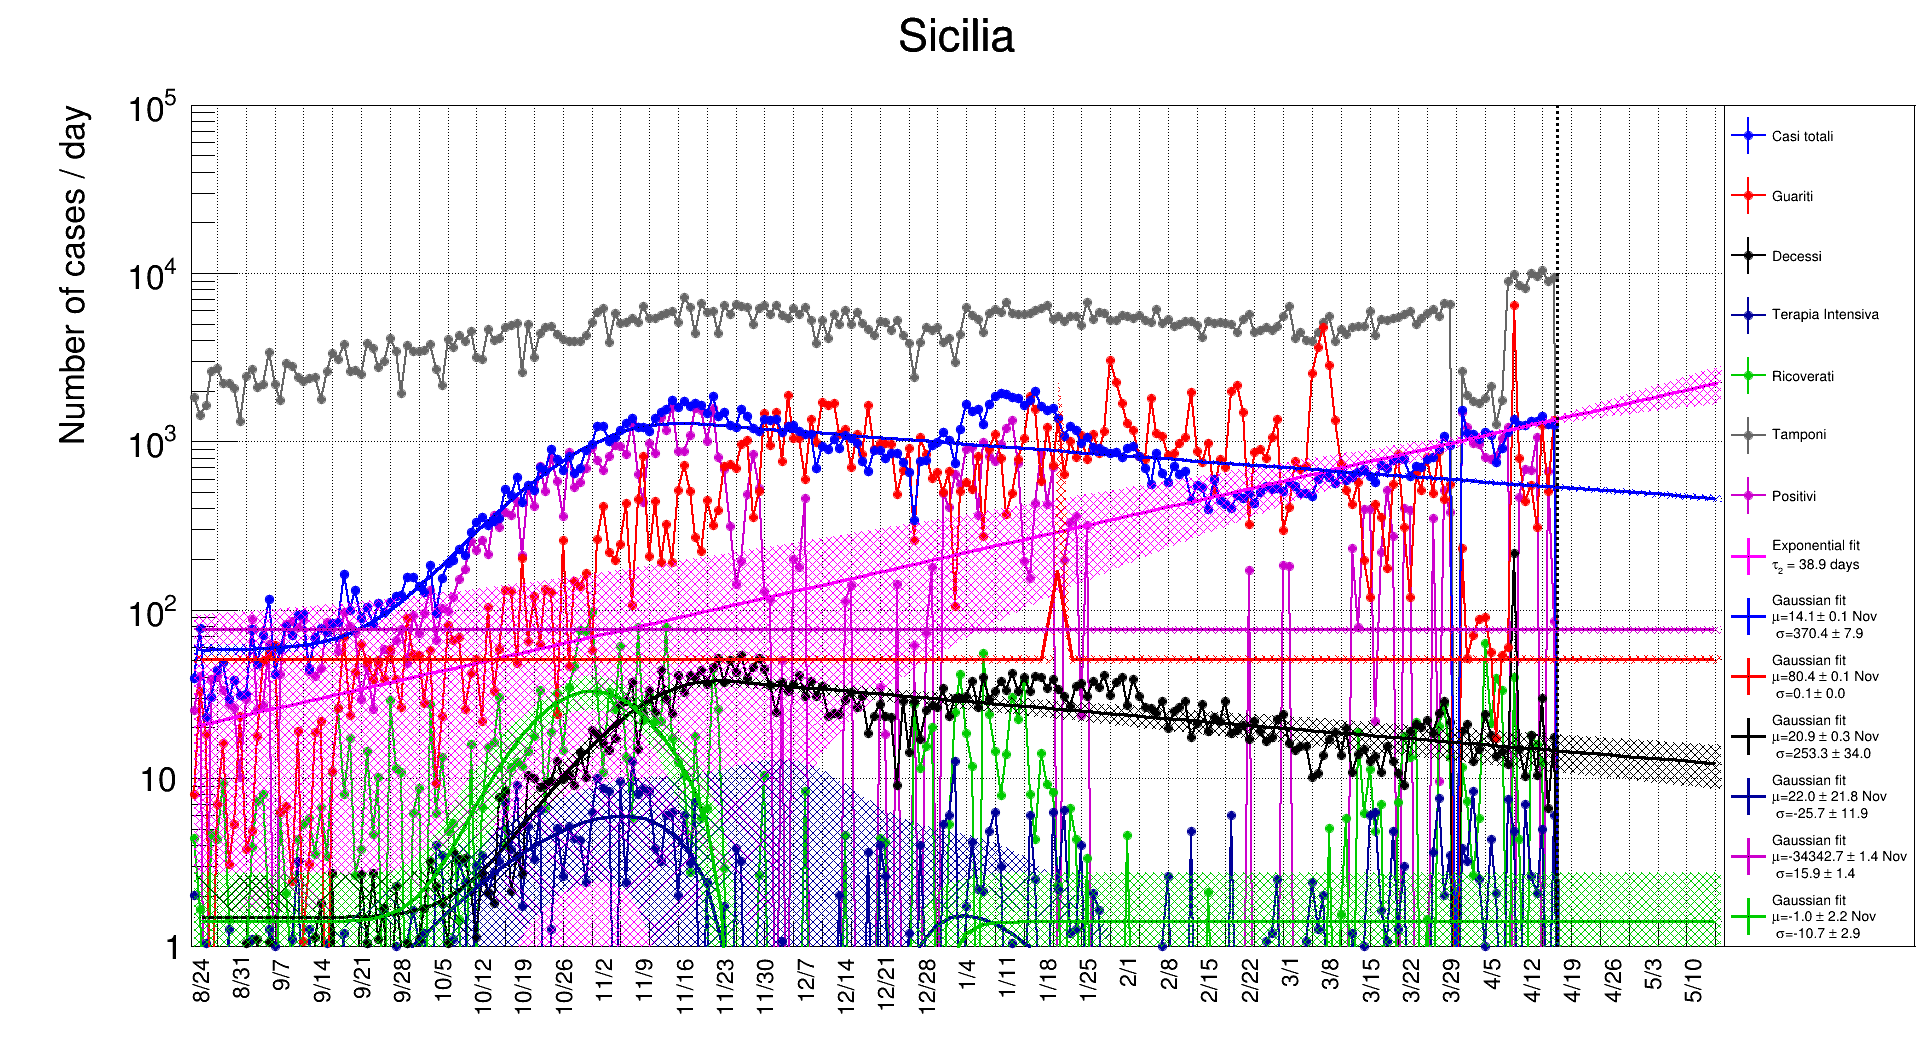 Sicilia
Number of cases / day
10^5
10^4
10^3
10^2
10
1
8/24
8/31
9/7
9/14
9/21
9/28
10/5
10/12
10/19
10/26
11/2
11/9
11/16
11/23
11/30
12/7
12/14
12/21
12/28
1/4
1/11
1/18
1/25
2/1
2/8
2/15
2/22
3/1
3/8
3/15
3/22
3/29
4/5
4/12
4/19
4/26
5/3
5/10
Casi totali
Guariti
Decessi
Terapia Intensiva
Ricoverati
Tamponi
Positivi
Exponential fit
τ₂ = 38.9 days
Gaussian fit
μ=14.1± 0.1 Nov
σ=370.4 ± 7.9
Gaussian fit
μ=80.4 ± 0.1 Nov
σ=0.1 ± 0.0
Gaussian fit
μ=20.9 ± 0.3 Nov
σ=253.3 ± 34.0
Gaussian fit
μ=22.0 ± 21.8 Nov
σ=-25.7 ± 11.9
Gaussian fit
μ=-34342.7 ± 1.4 Nov
σ=15.9 ± 1.4
Gaussian fit
μ=-1.0 ± 2.2 Nov
σ=-10.7 ± 2.9